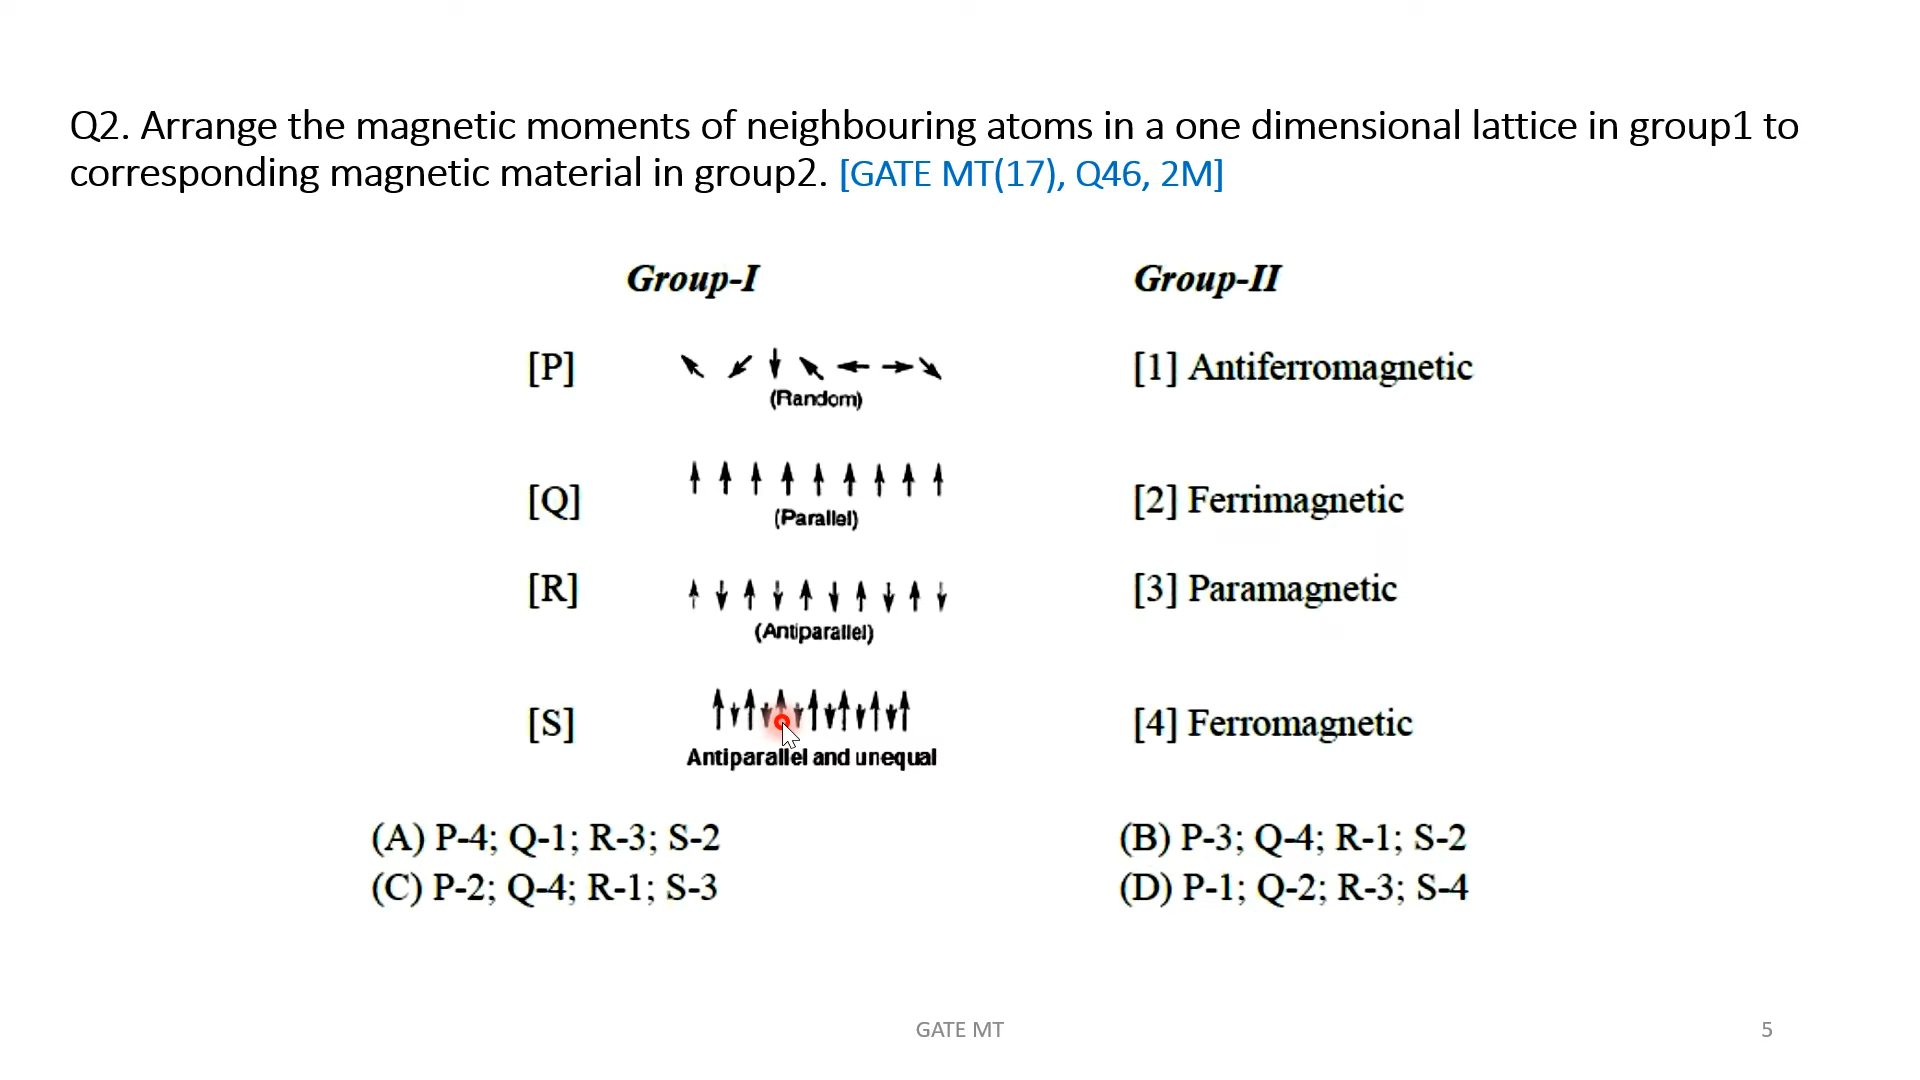 Q2. Arrange the magnetic moments of neighbouring atoms in a one dimensional lattice in group1 to
corresponding magnetic material in group2. [GATE MT(17), Q46, 2M]
Group-I Group-II
[P] [1] Antiferromagnetic
(Random)
[Q] [2] Ferrimagnetic
(Parallel)
[R] [3] Paramagnetic
(Antiparallel)
[S] [4] Ferromagnetic
Antiparallel and unequal
(A) P-4; Q-1; R-3; S-2 (B) P-3; Q-4; R-1; S-2
(C) P-2; Q-4; R-1; S-3 (D) P-1; Q-2; R-3; S-4
GATE MT 5